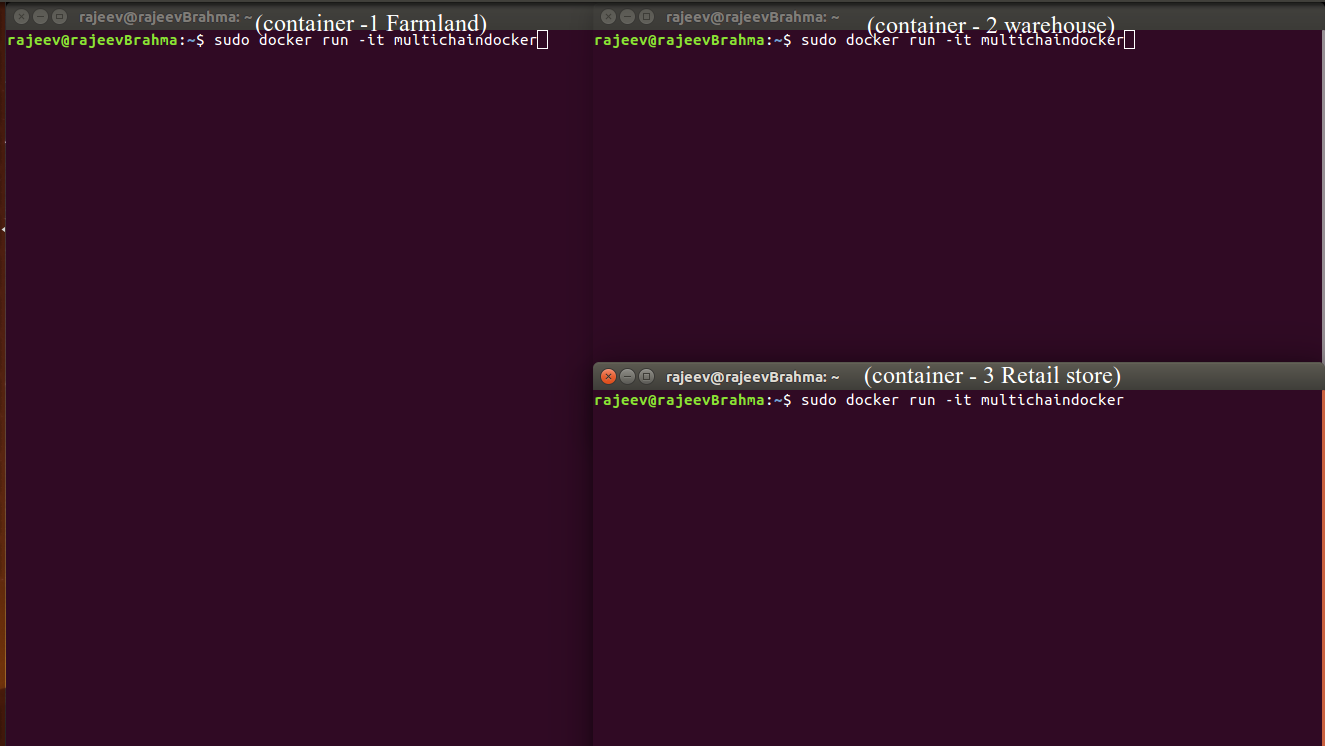 rajeev@rajeevBrahma: ~ (container -1 Farmland)
rajeev@rajeevBrahma:~$ sudo docker run -it multichaindocker
rajeev@rajeevBrahma: ~ (container - 2 warehouse)
rajeev@rajeevBrahma:~$ sudo docker run -it multichaindocker
rajeev@rajeevBrahma: ~ (container - 3 Retail store)
rajeev@rajeevBrahma:~$ sudo docker run -it multichaindocker